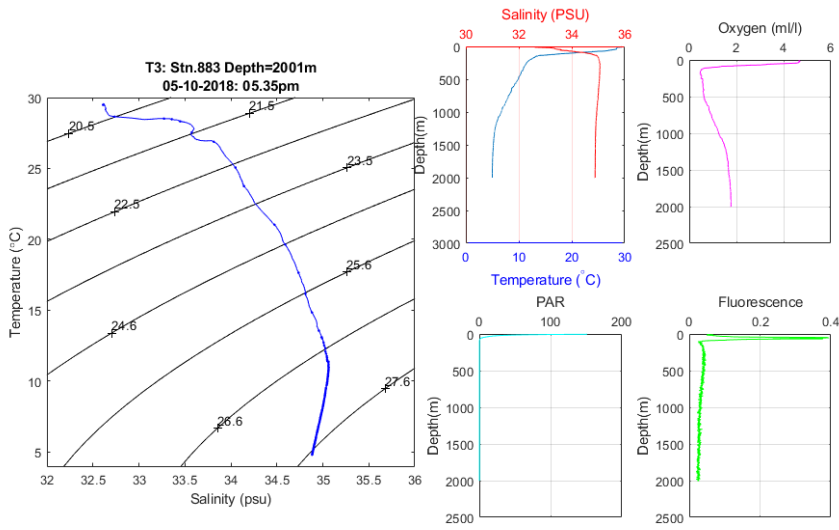 T3: Stn.883 Depth=2001m
05-10-2018: 05.35pm
30
25
20
15
10
5
Temperature (°C)
20.5
21.5
22.5
23.5
24.6
25.6
26.6
27.6
32 32.5 33 33.5 34 34.5 35 35.5 36
Salinity (psu)
Salinity (PSU)
30 31 32 33 34 35 36
0
500
1000
1500
2000
2500
3000
Depth(m)
0 10 20 30
Temperature (°C)
Oxygen (ml/l)
0 2 4 6
0
500
1000
1500
2000
2500
Depth(m)
PAR
0 100 200
0
500
1000
1500
2000
2500
Depth(m)
Fluorescence
0 0.2 0.4
0
500
1000
1500
2000
2500
Depth(m)